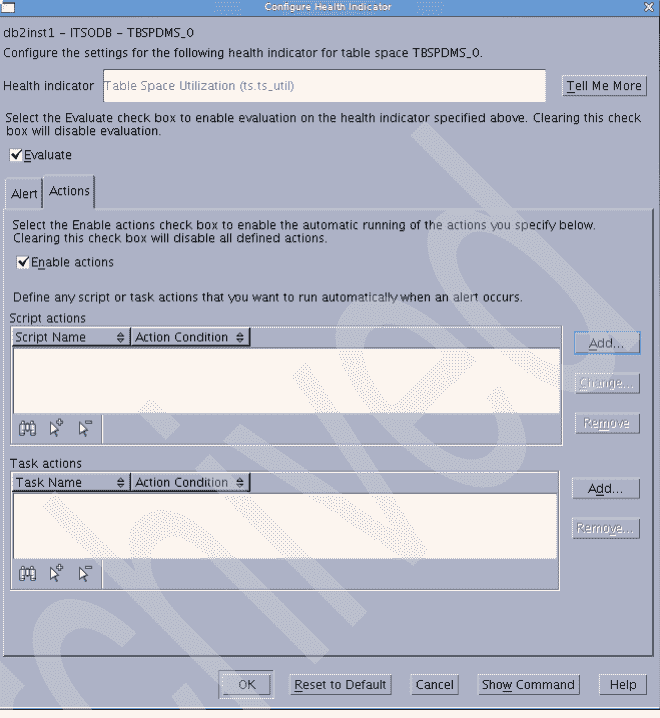 Configure Health Indicator
db2inst1 - ITSODB - TBSPDMS_0
Configure the settings for the following health indicator for table space TBSPDMS_0.
Health indicator
Table Space Utilization (ts.ts_util)
Tell Me More
Select the Evaluate check box to enable evaluation on the health indicator specified above. Clearing this check
box will disable evaluation.
Evaluate
Alert
Actions
Select the Enable actions check box to enable the automatic running of the actions you specify below.
Clearing this check box will disable all defined actions.
Enable actions
Define any script or task actions that you want to run automatically when an alert occurs.
Script actions
Script Name
Action Condition
Add...
Change...
Remove
Task actions
Task Name
Action Condition
Add...
Remove...
OK
Reset to Default
Cancel
Show Command
Help
chived